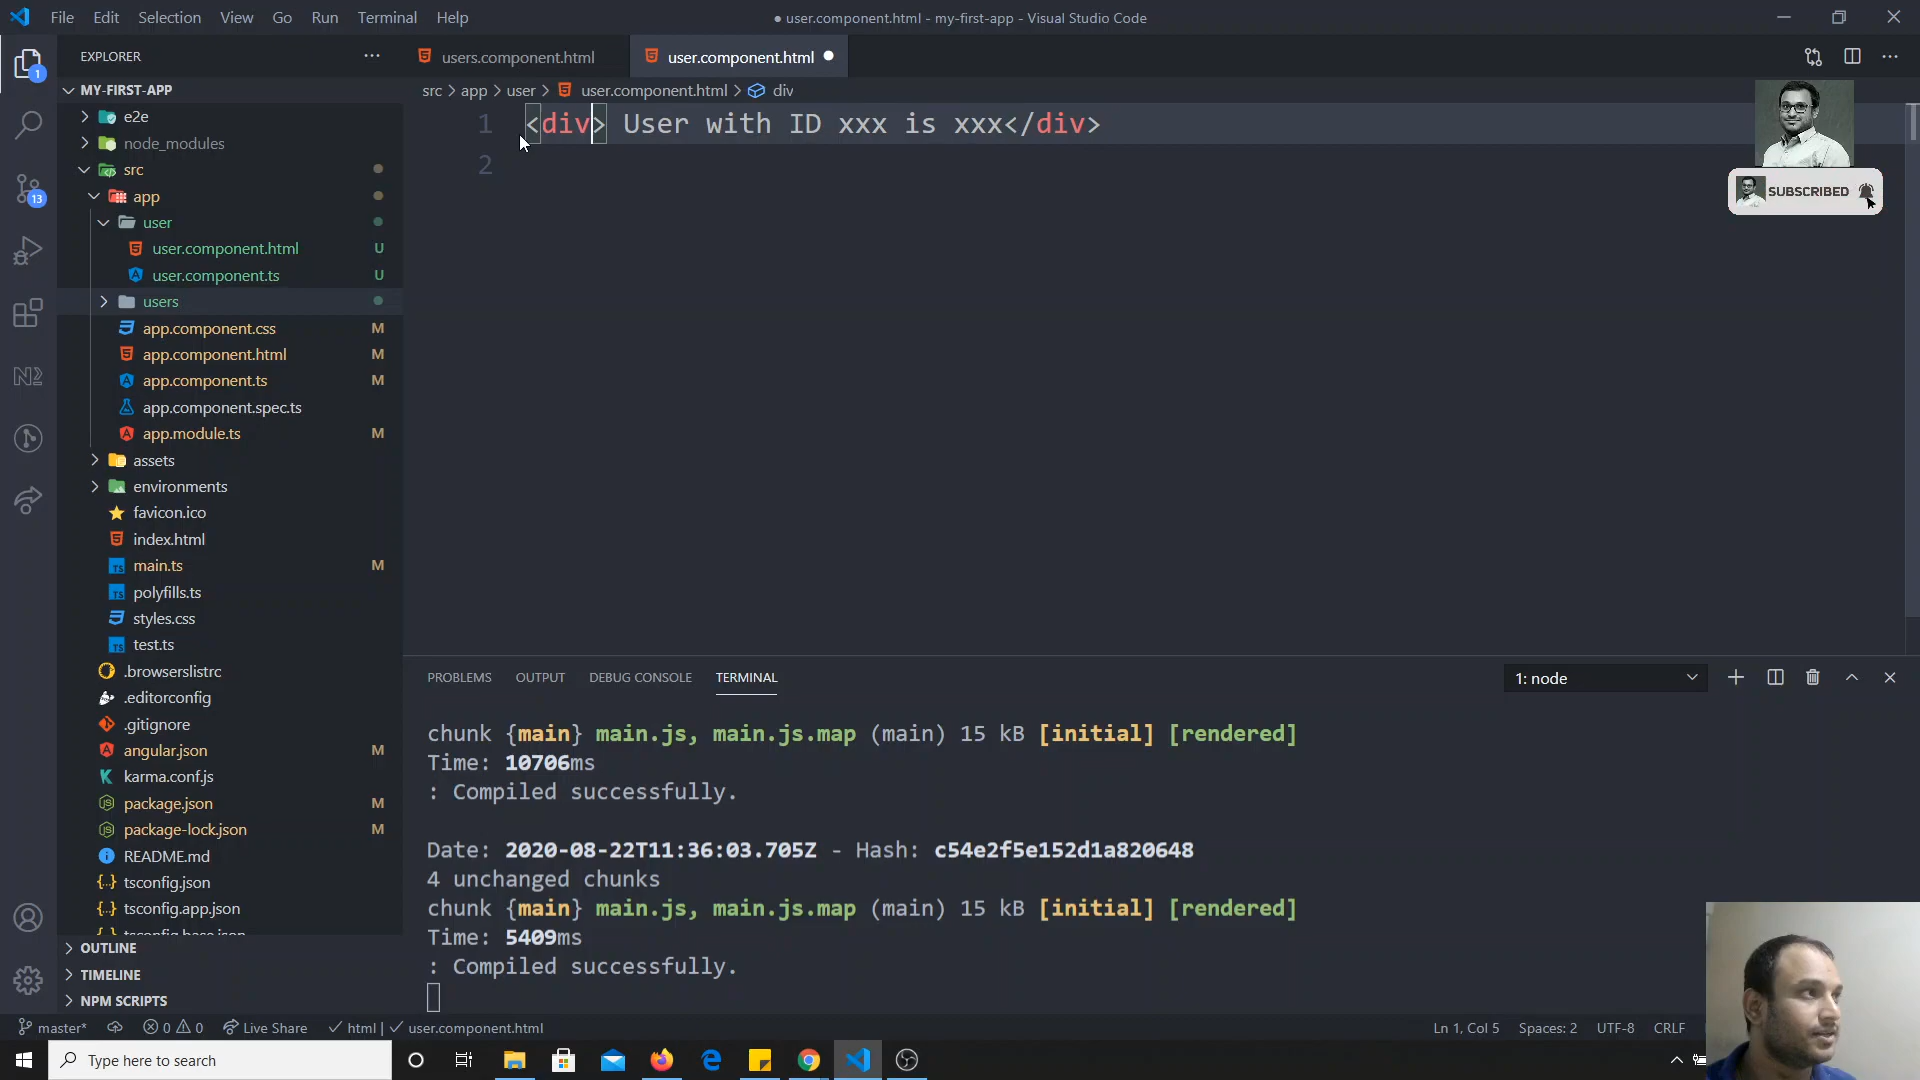 File Edit Selection View Go Run Terminal Help
● user.component.html - my-first-app - Visual Studio Code
EXPLORER
users.component.html
user.component.html
MY-FIRST-APP
src > app > user > user.component.html > div
e2e
node_modules
src
app
user
user.component.html U
user.component.ts U
users
app.component.css M
app.component.html M
app.component.ts M
app.component.spec.ts
app.module.ts M
assets
environments
favicon.ico
index.html
main.ts M
polyfills.ts
styles.css
test.ts
.browserslistrc
.editorconfig
.gitignore
angular.json M
karma.conf.js
package.json M
package-lock.json M
README.md
tsconfig.json
tsconfig.app.json
tsconfig.base.json
OUTLINE
TIMELINE
NPM SCRIPTS
1
13
1 <div> User with ID xxx is xxx</div>
2
SUBSCRIBED
PROBLEMS OUTPUT DEBUG CONSOLE TERMINAL
1: node
chunk {main} main.js, main.js.map (main) 15 kB [initial] [rendered]
Time: 10706ms
: Compiled successfully.
Date: 2020-08-22T11:36:03.705Z - Hash: c54e2f5e152d1a820648
4 unchanged chunks
chunk {main} main.js, main.js.map (main) 15 kB [initial] [rendered]
Time: 5409ms
: Compiled successfully.
master* 0 0 Live Share html | user.component.html
Ln 1, Col 5 Spaces: 2 UTF-8 CRLF
Type here to search